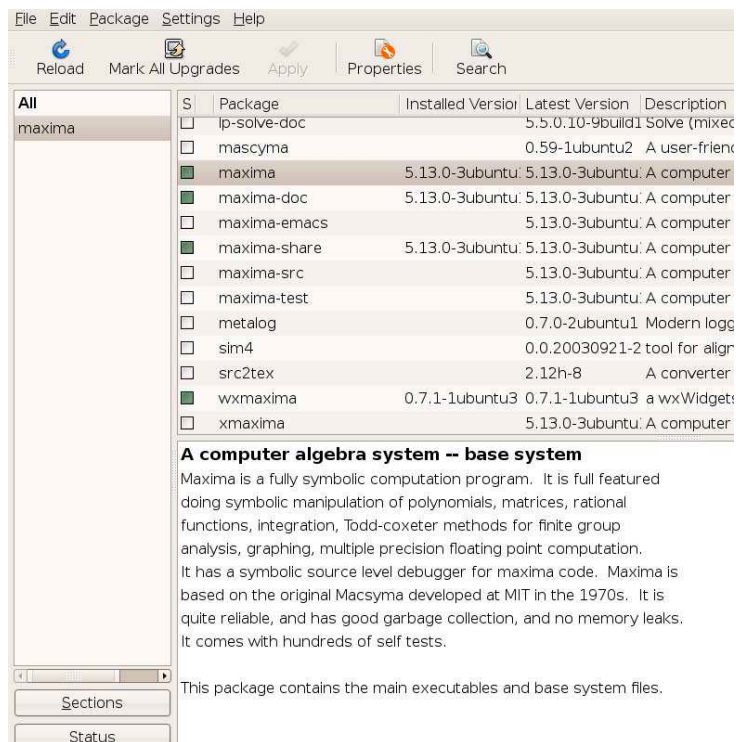 File Edit Package Settings Help
Reload Mark All Upgrades Apply Properties Search
All
maxima
S Package Installed Version Latest Version Description
lp-solve-doc 5.5.0.10-9build1 Solve (mixed
mascyma 0.59-1ubuntu2 A user-friend
maxima 5.13.0-3ubuntu 5.13.0-3ubuntu A computer
maxima-doc 5.13.0-3ubuntu 5.13.0-3ubuntu A computer
maxima-emacs 5.13.0-3ubuntu A computer
maxima-share 5.13.0-3ubuntu 5.13.0-3ubuntu A computer
maxima-src 5.13.0-3ubuntu A computer
maxima-test 5.13.0-3ubuntu A computer
metalog 0.7.0-2ubuntu1 Modern logg
sim4 0.0.20030921-2 tool for align
src2tex 2.12h-8 A converter
wxmaxima 0.7.1-1ubuntu3 0.7.1-1ubuntu3 a wxWidgets
xmaxima 5.13.0-3ubuntu A computer
A computer algebra system -- base system
Maxima is a fully symbolic computation program. It is full featured
doing symbolic manipulation of polynomials, matrices, rational
functions, integration, Todd-coxeter methods for finite group
analysis, graphing, multiple precision floating point computation.
It has a symbolic source level debugger for maxima code. Maxima is
based on the original Macsyma developed at MIT in the 1970s. It is
quite reliable, and has good garbage collection, and no memory leaks.
It comes with hundreds of self tests.
This package contains the main executables and base system files.
Sections
Status